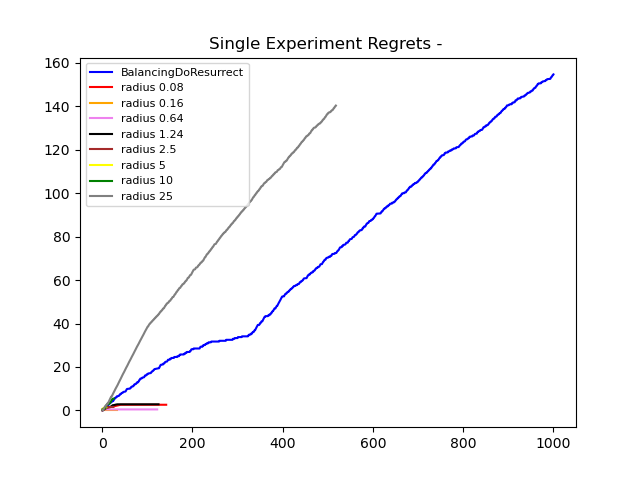 Single Experiment Regrets -
160
140
120
100
80
60
40
20
0
BalancingDoResurrect
radius 0.08
radius 0.16
radius 0.64
radius 1.24
radius 2.5
radius 5
radius 10
radius 25
0 200 400 600 800 1000